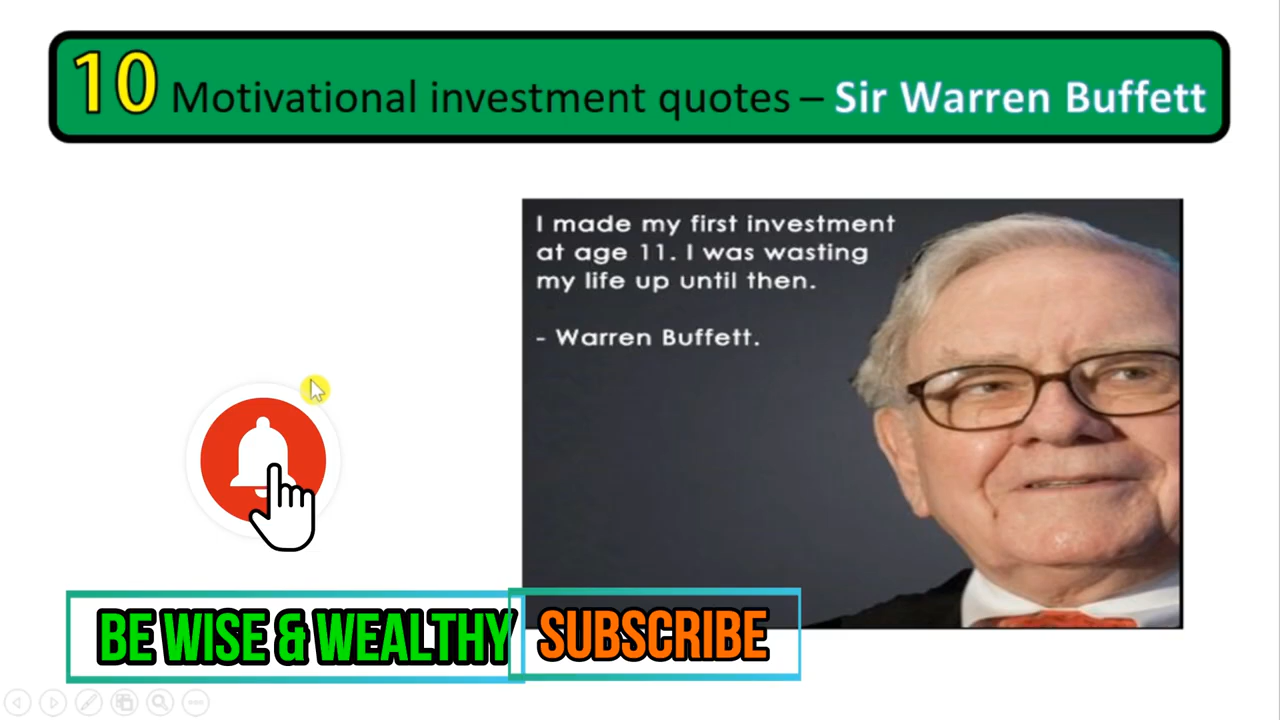 10 Motivational investment quotes – Sir Warren Buffett
I made my first investment
at age 11. I was wasting
my life up until then.
- Warren Buffett.
BE WISE & WEALTHY
SUBSCRIBE